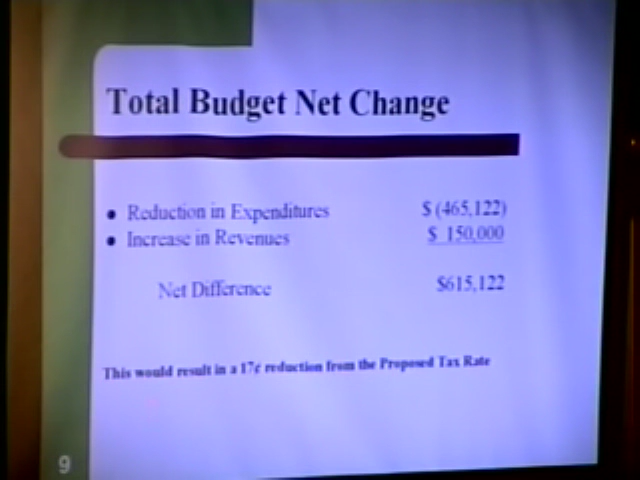 Total Budget Net Change
• Reduction in Expenditures $ (465,122)
• Increase in Revenues $ 150,000
Net Difference $615,122
This would result in a 17¢ reduction from the Proposed Tax Rate
9